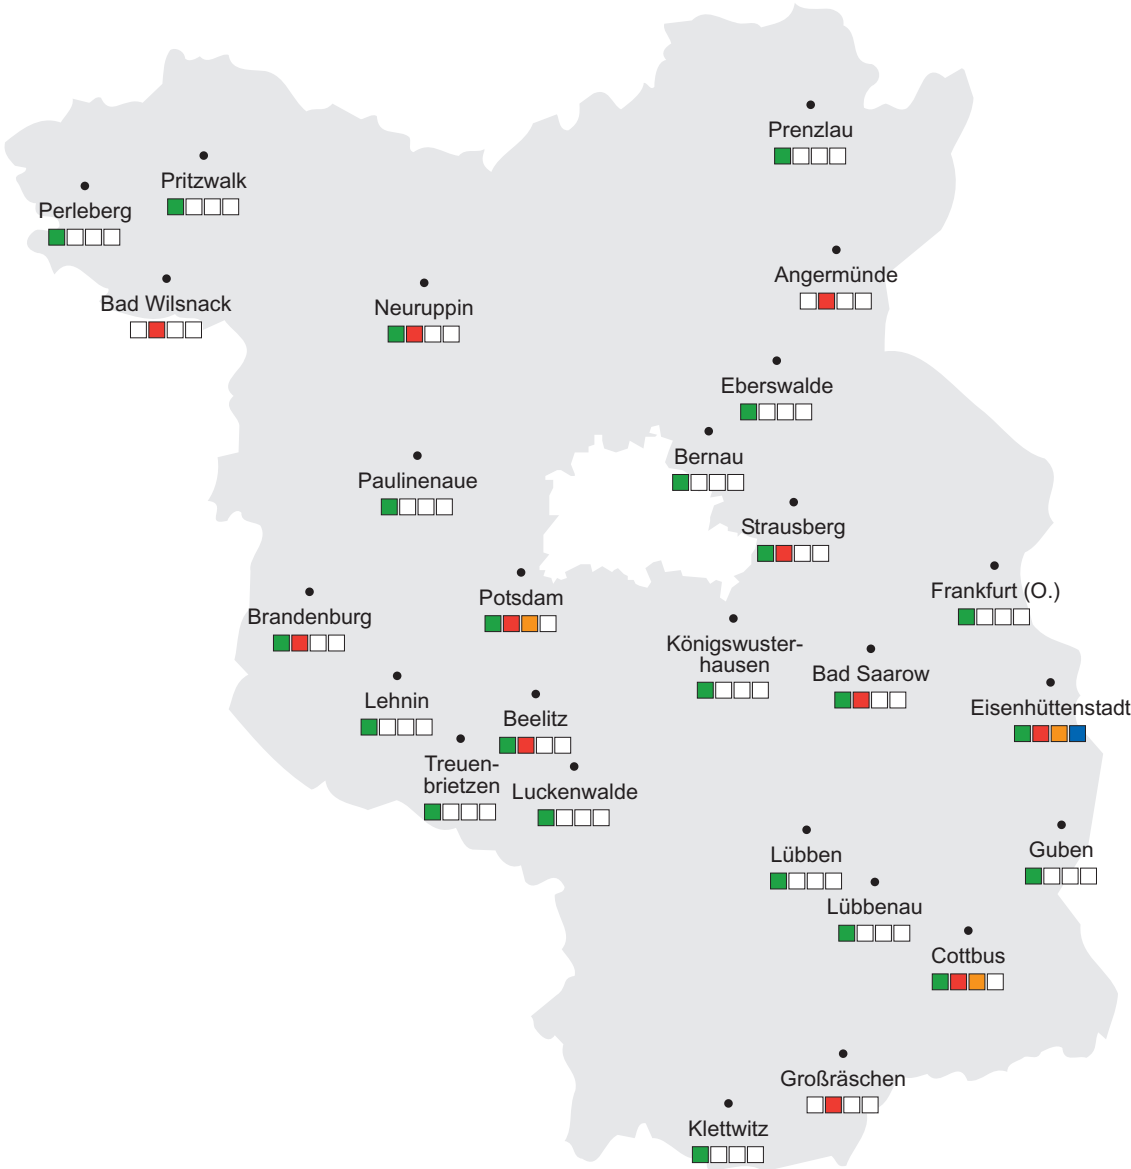 Prenzlau
Pritzwalk
Perleberg
Angermünde
Bad Wilsnack
Neuruppin
Eberswalde
Bernau
Paulinenaue
Strausberg
Frankfurt (O.)
Potsdam
Brandenburg
Königswuster-
hausen
Bad Saarow
Lehnin
Eisenhüttenstadt
Beelitz
Treuen-
brietzen
Luckenwalde
Guben
Lübben
Lübbenau
Cottbus
Großräschen
Klettwitz